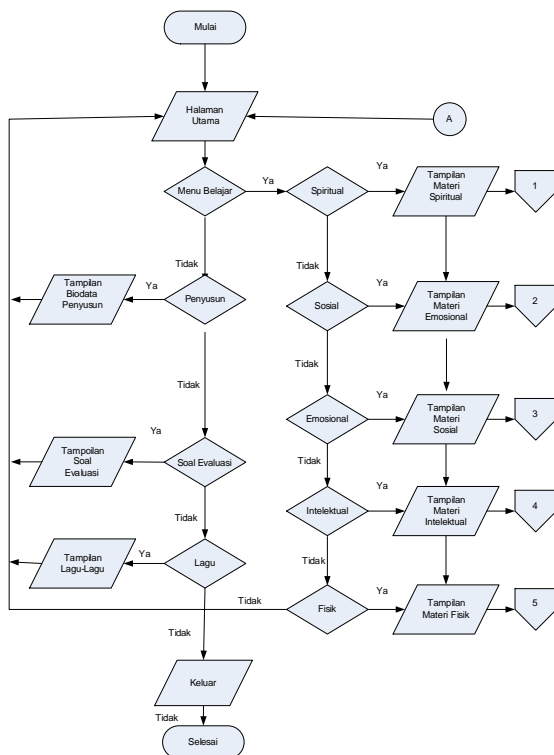 Mulai
Halaman
Utama
A
Menu Belajar
Ya
Spiritual
Ya
Tampilan
Materi
Spiritual
1
Tidak
Tidak
Tampilan
Biodata
Penyusun
Ya
Penyusun
Sosial
Ya
Tampilan
Materi
Emosional
2
Tidak
Tidak
Emosional
Ya
Tampilan
Materi
Sosial
3
Tampoilan
Soal
Evaluasi
Ya
Soal Evaluasi
Tidak
Tidak
Intelektual
Ya
Tampilan
Materi
Intelektual
4
Tampilan
Lagu-Lagu
Ya
Lagu
Tidak
Tidak
Fisik
Ya
Tampilan
Materi Fisik
5
Tidak
Keluar
Tidak
Selesai